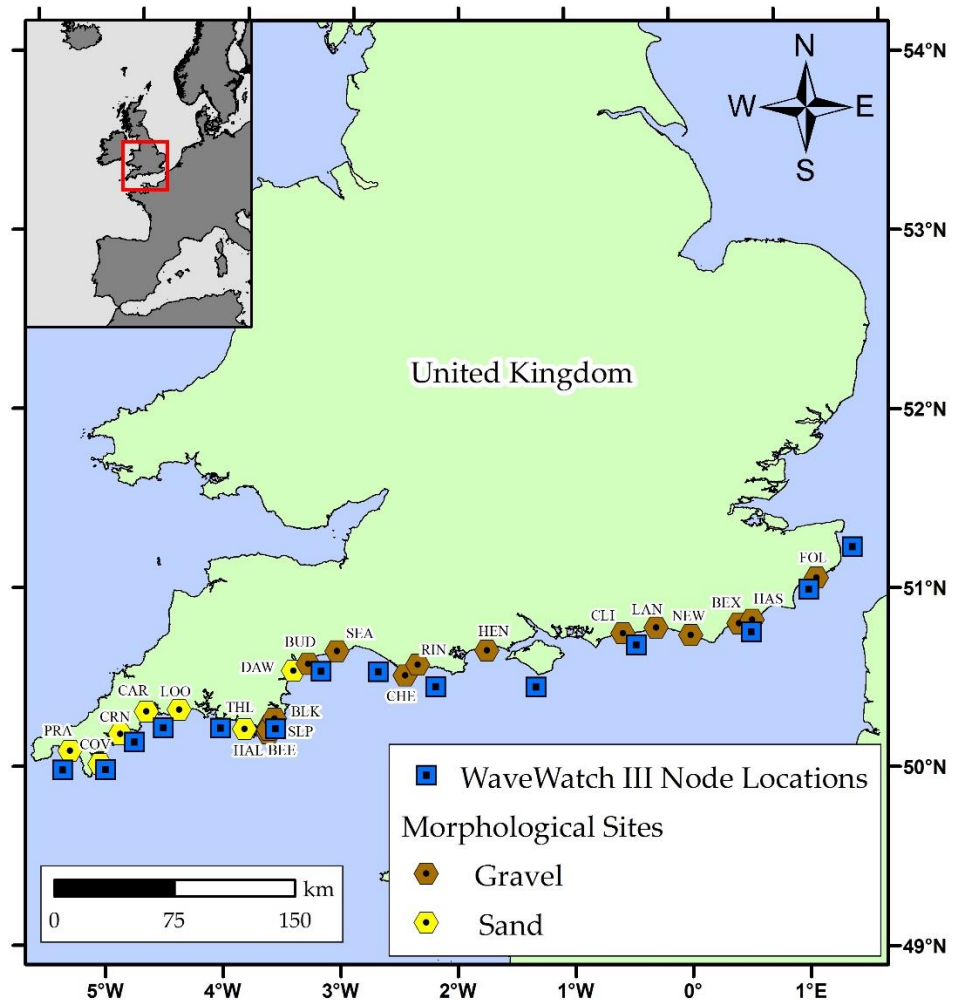 N
W E
S
54°N
53°N
52°N
51°N
50°N
49°N
United Kingdom
FOL
HAS
BEX
NEW
LAN
CLI
HEN
RIN
CHE
SEA
BUD
DAW
BLK
SLP
HAL BEE
THL
LOO
CAR
CRN
COV
PRA
WaveWatch III Node Locations
Morphological Sites
Gravel
Sand
km
0 75 150
5°W 4°W 3°W 2°W 1°W 0° 1°E